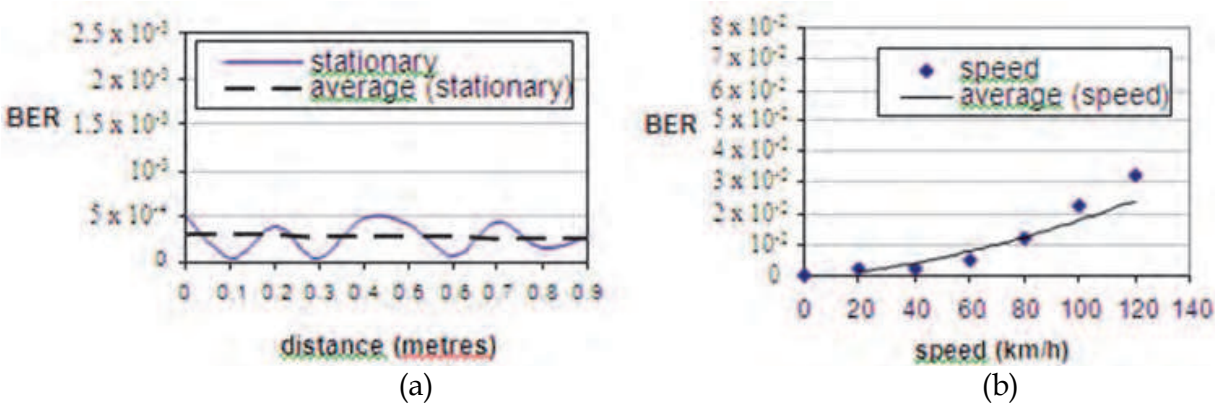 2.5 x 10⁻³
2 x 10⁻³
BER 1.5 x 10⁻³
10⁻³
5 x 10⁻⁴
0
stationary
average (stationary)
0 0.1 0.2 0.3 0.4 0.5 0.6 0.7 0.8 0.9
distance (metres)
(a)
8 x 10⁻²
7 x 10⁻²
6 x 10⁻²
BER 5 x 10⁻²
4 x 10⁻²
3 x 10⁻²
2 x 10⁻²
10⁻²
0
speed
average (speed)
0 20 40 60 80 100 120 140
speed (km/h)
(b)